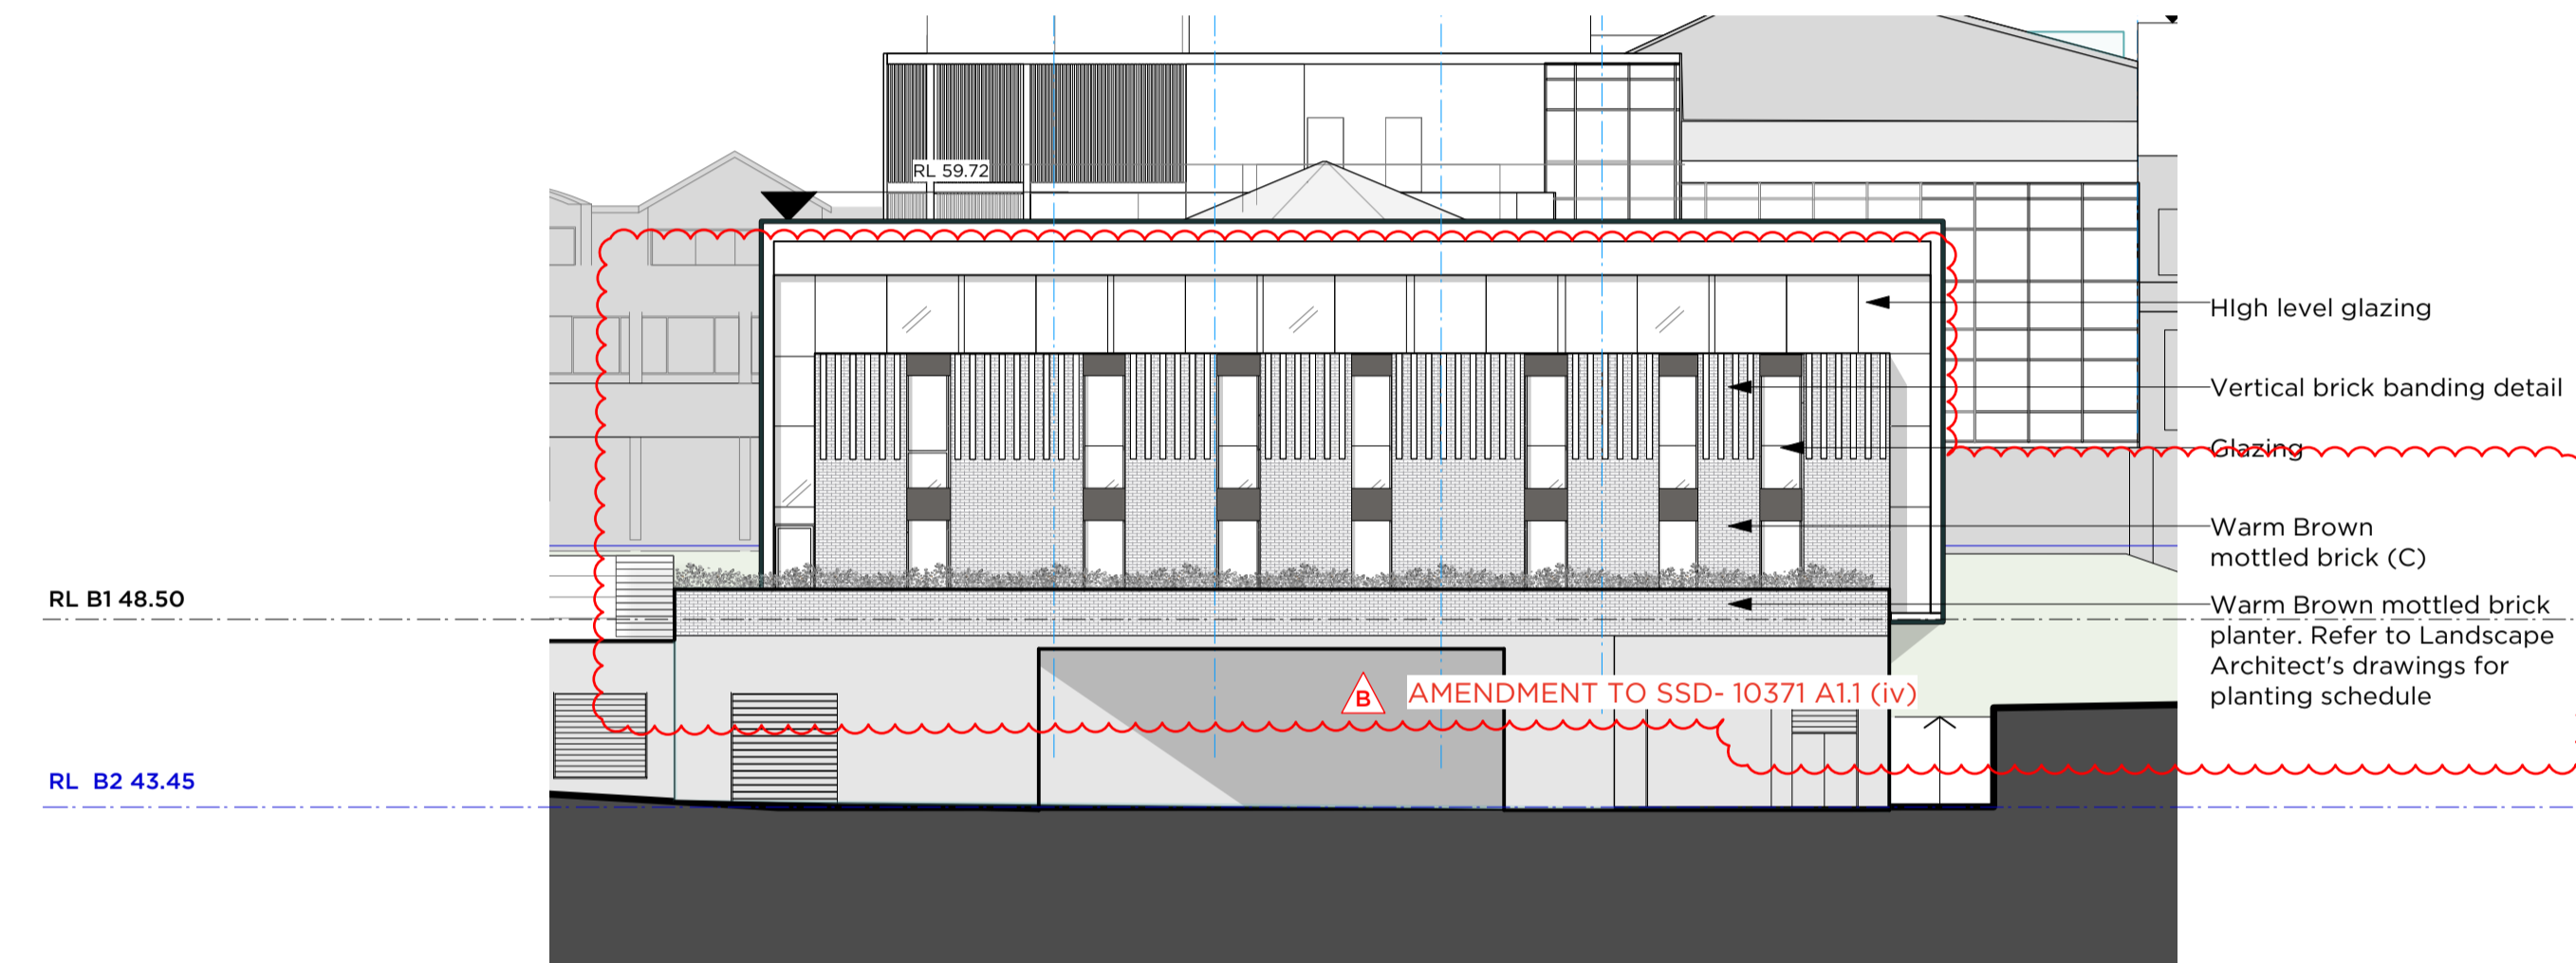 RL 59.72
HIgh level glazing
Vertical brick banding detail
Glazing
Warm Brown
mottled brick (C)
RL B1 48.50
Warm Brown mottled brick
planter. Refer to Landscape
Architect's drawings for
planting schedule
B
AMENDMENT TO SSD- 10371 A1.1 (iv)
RL B2 43.45